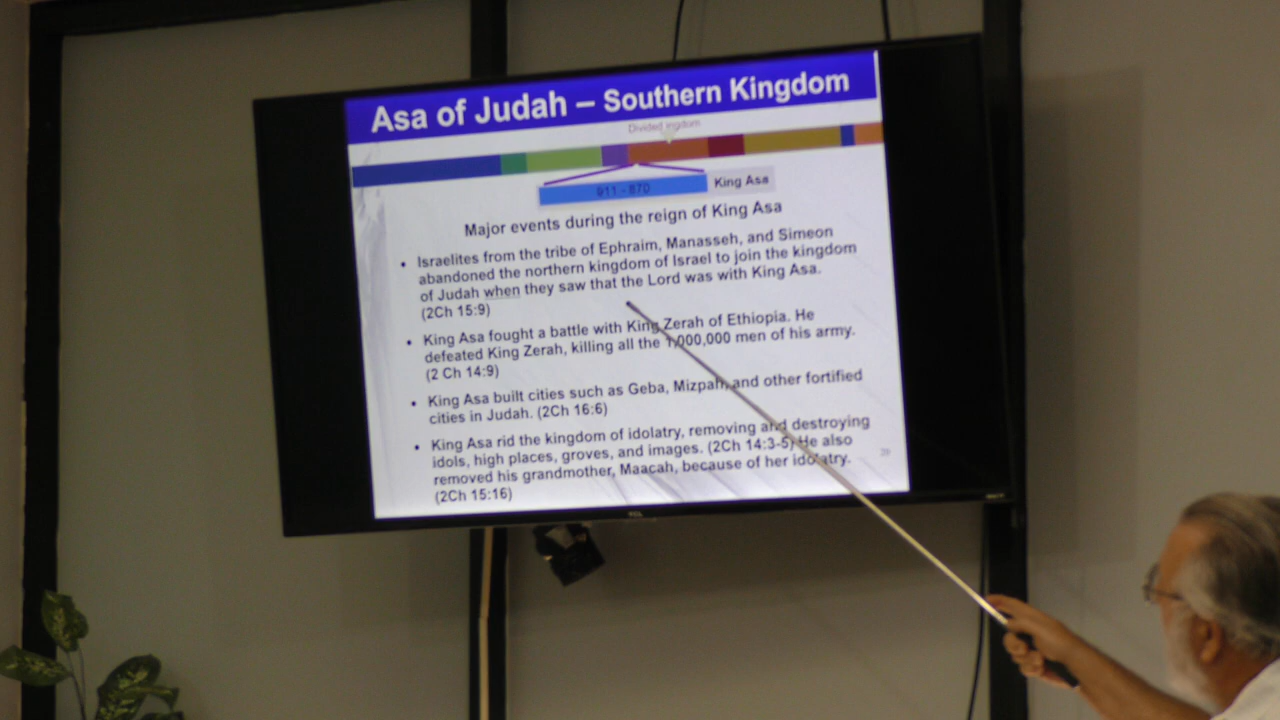 Asa of Judah – Southern Kingdom
Divided
911 - 870
King Asa
Major events during the reign of King Asa
• Israelites from the tribe of Ephraim, Manasseh, and Simeon
abandoned the northern kingdom of Israel to join the kingdom
of Judah when they saw that the Lord was with King Asa.
(2Ch 15:9)
• King Asa fought a battle with King Zerah of Ethiopia. He
defeated King Zerah, killing all the 1,000,000 men of his army.
(2 Ch 14:9)
• King Asa built cities such as Geba, Mizpah, and other fortified
cities in Judah. (2Ch 16:6)
• King Asa rid the kingdom of idolatry, removing and destroying
idols, high places, groves, and images. (2Ch 14:3-5) He also
removed his grandmother, Maacah, because of her idolatry.
(2Ch 15:16)
TCL